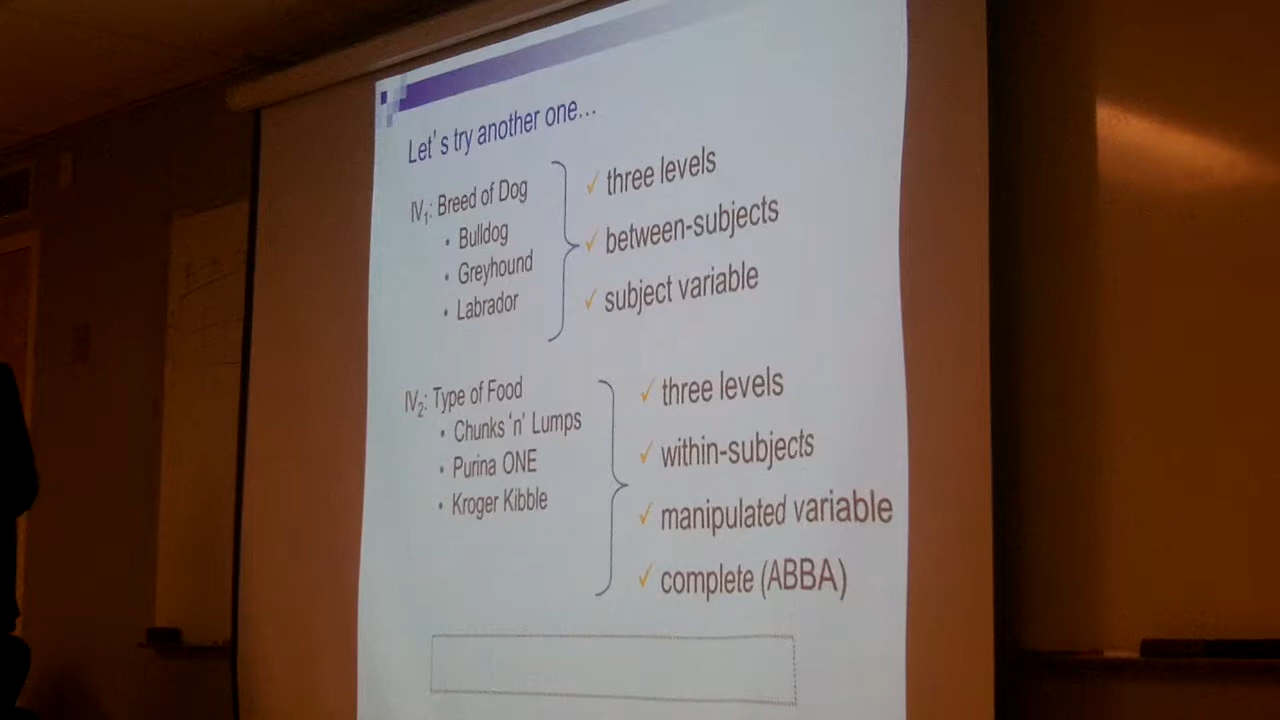 Let's try another one...
IV1: Breed of Dog
• Bulldog
• Greyhound
• Labrador
✓ three levels
✓ between-subjects
✓ subject variable
IV2: Type of Food
• Chunks 'n' Lumps
• Purina ONE
• Kroger Kibble
✓ three levels
✓ within-subjects
✓ manipulated variable
✓ complete (ABBA)